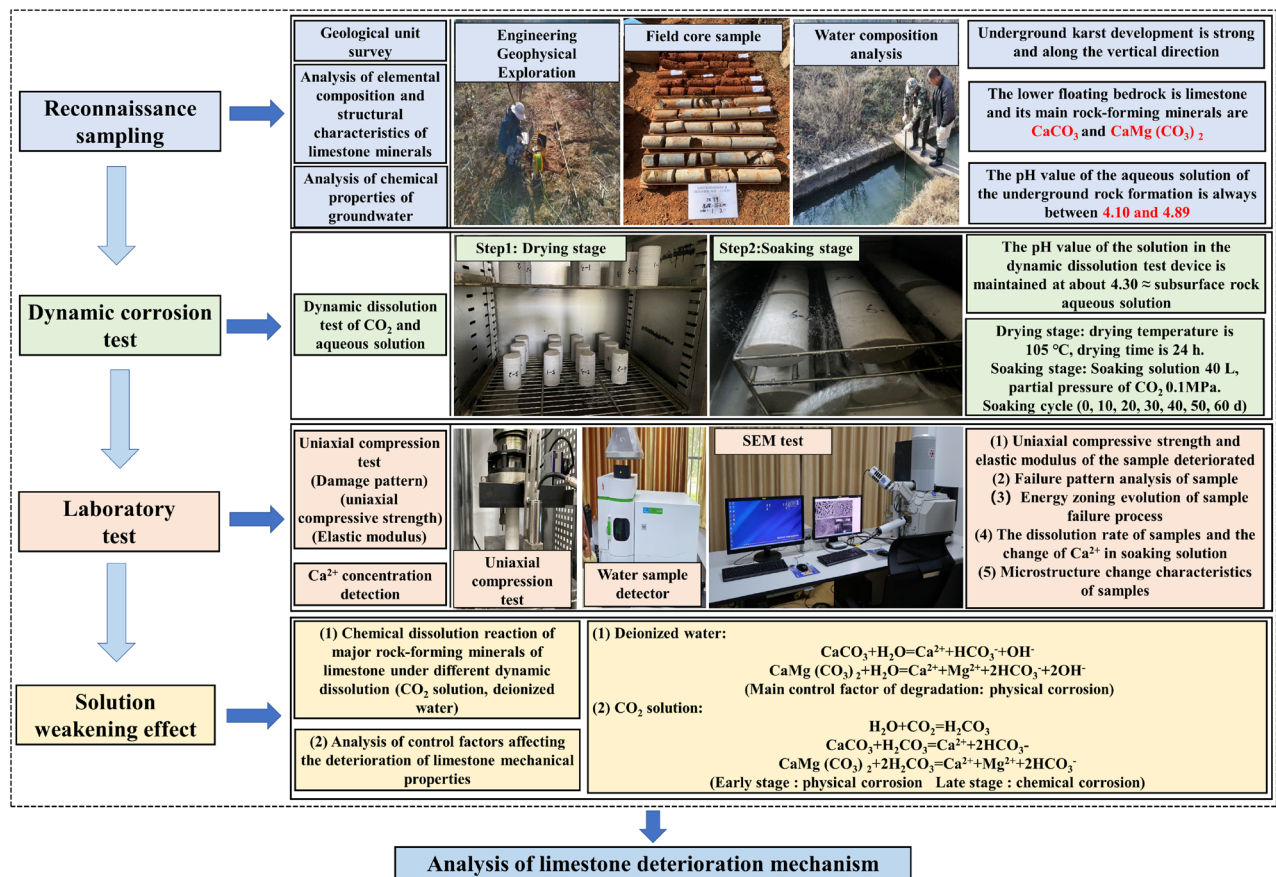 Reconnaissance
sampling
Geological unit
survey
Analysis of elemental
composition and
structural
characteristics of
limestone minerals
Analysis of chemical
properties of
groundwater
Engineering
Geophysical
Exploration
Field core sample
Water composition
analysis
Underground karst development is strong
and along the vertical direction
The lower floating bedrock is limestone
and its main rock-forming minerals are
CaCO₃ and CaMg (CO₃) ₂
The pH value of the aqueous solution of
the underground rock formation is always
between 4.10 and 4.89
Dynamic corrosion
test
Dynamic dissolution
test of CO₂ and
aqueous solution
Step1: Drying stage
Step2:Soaking stage
The pH value of the solution in the
dynamic dissolution test device is
maintained at about 4.30 ≈ subsurface rock
aqueous solution
Drying stage: drying temperature is
105 °C, drying time is 24 h.
Soaking stage: Soaking solution 40 L,
partial pressure of CO₂ 0.1MPa.
Soaking cycle (0, 10, 20, 30, 40, 50, 60 d)
Laboratory
test
Uniaxial compression
test
(Damage pattern)
(uniaxial
compressive strength)
(Elastic modulus)
Ca²⁺ concentration
detection
Uniaxial
compression
test
Water sample
detector
SEM test
(1) Uniaxial compressive strength and
elastic modulus of the sample deteriorated
(2) Failure pattern analysis of sample
(3) Energy zoning evolution of sample
failure process
(4) The dissolution rate of samples and the
change of Ca²⁺ in soaking solution
(5) Microstructure change characteristics
of samples
Solution
weakening effect
(1) Chemical dissolution reaction of
major rock-forming minerals of
limestone under different dynamic
dissolution (CO₂ solution, deionized
water)
(2) Analysis of control factors affecting
the deterioration of limestone mechanical
properties
(1) Deionized water:
CaCO₃+H₂O=Ca²⁺+HCO₃⁻+OH⁻
CaMg (CO₃) ₂+H₂O=Ca²⁺+Mg²⁺+2HCO₃⁻+2OH⁻
(Main control factor of degradation: physical corrosion)
(2) CO₂ solution:
H₂O+CO₂=H₂CO₃
CaCO₃+H₂CO₃=Ca²⁺+2HCO₃-
CaMg (CO₃) ₂+2H₂CO₃=Ca²⁺+Mg²⁺+2HCO₃⁻
(Early stage : physical corrosion Late stage : chemical corrosion)
Analysis of limestone deterioration mechanism